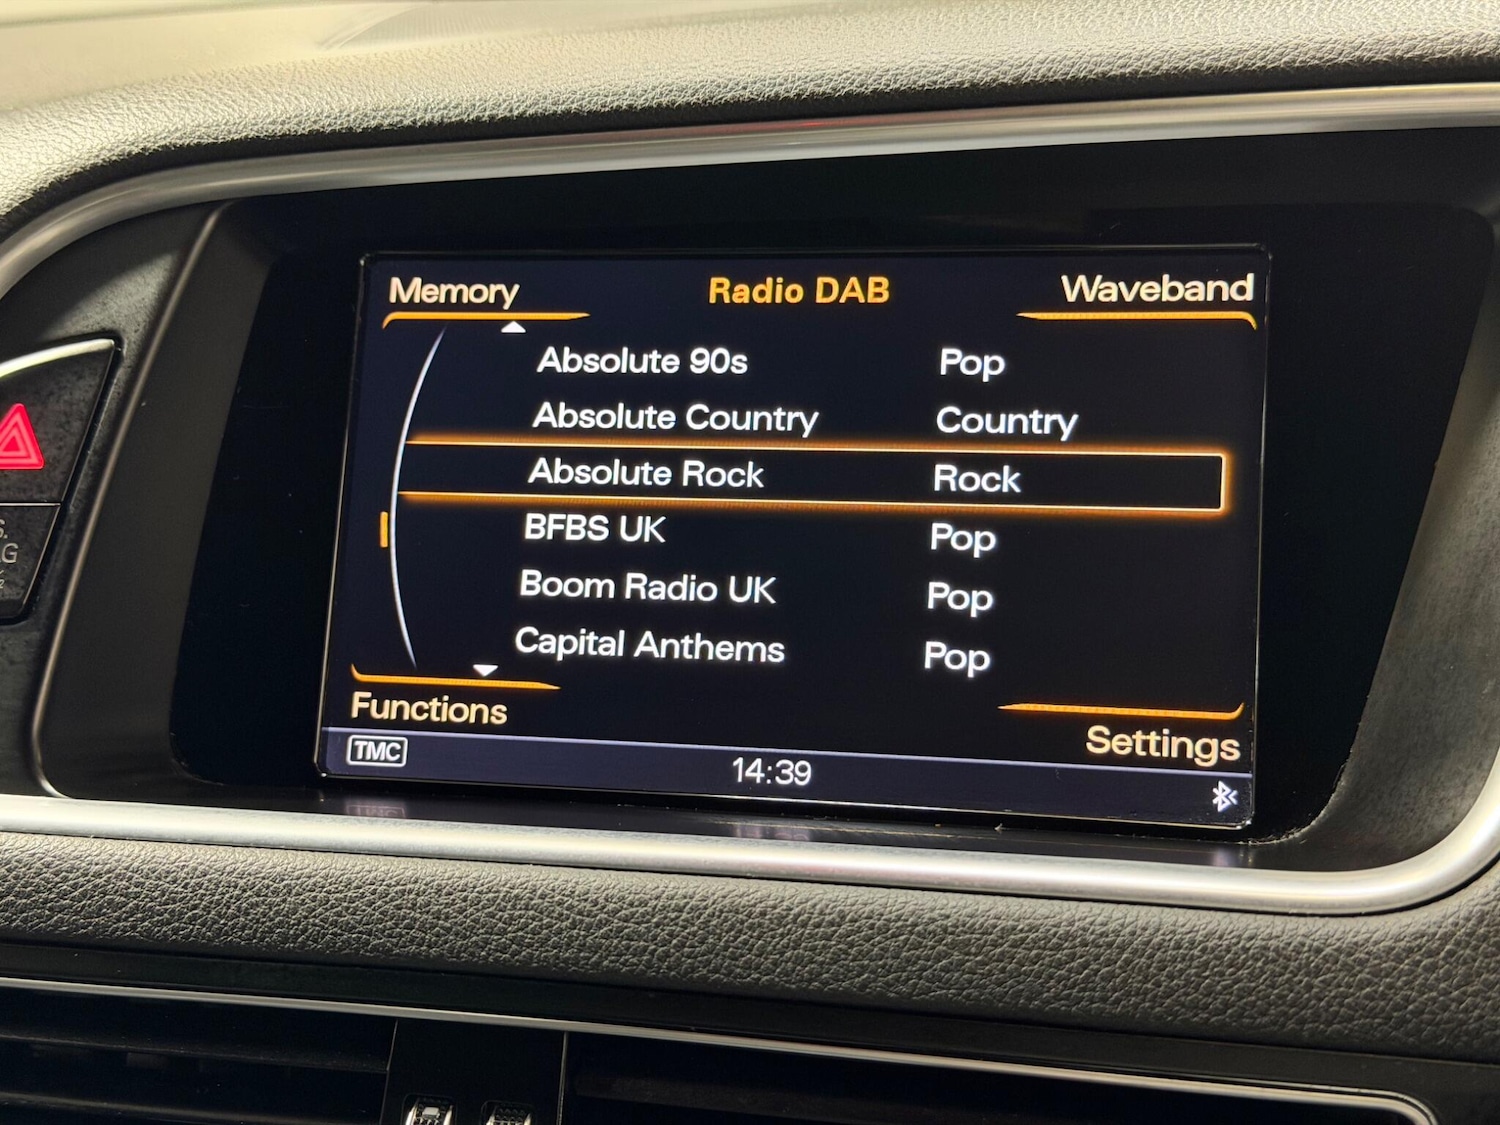 Memory Radio DAB Waveband
Absolute 90s Pop
Absolute Country Country
Absolute Rock Rock
BFBS UK Pop
Boom Radio UK Pop
Capital Anthems Pop
Functions Settings
TMC 14:39